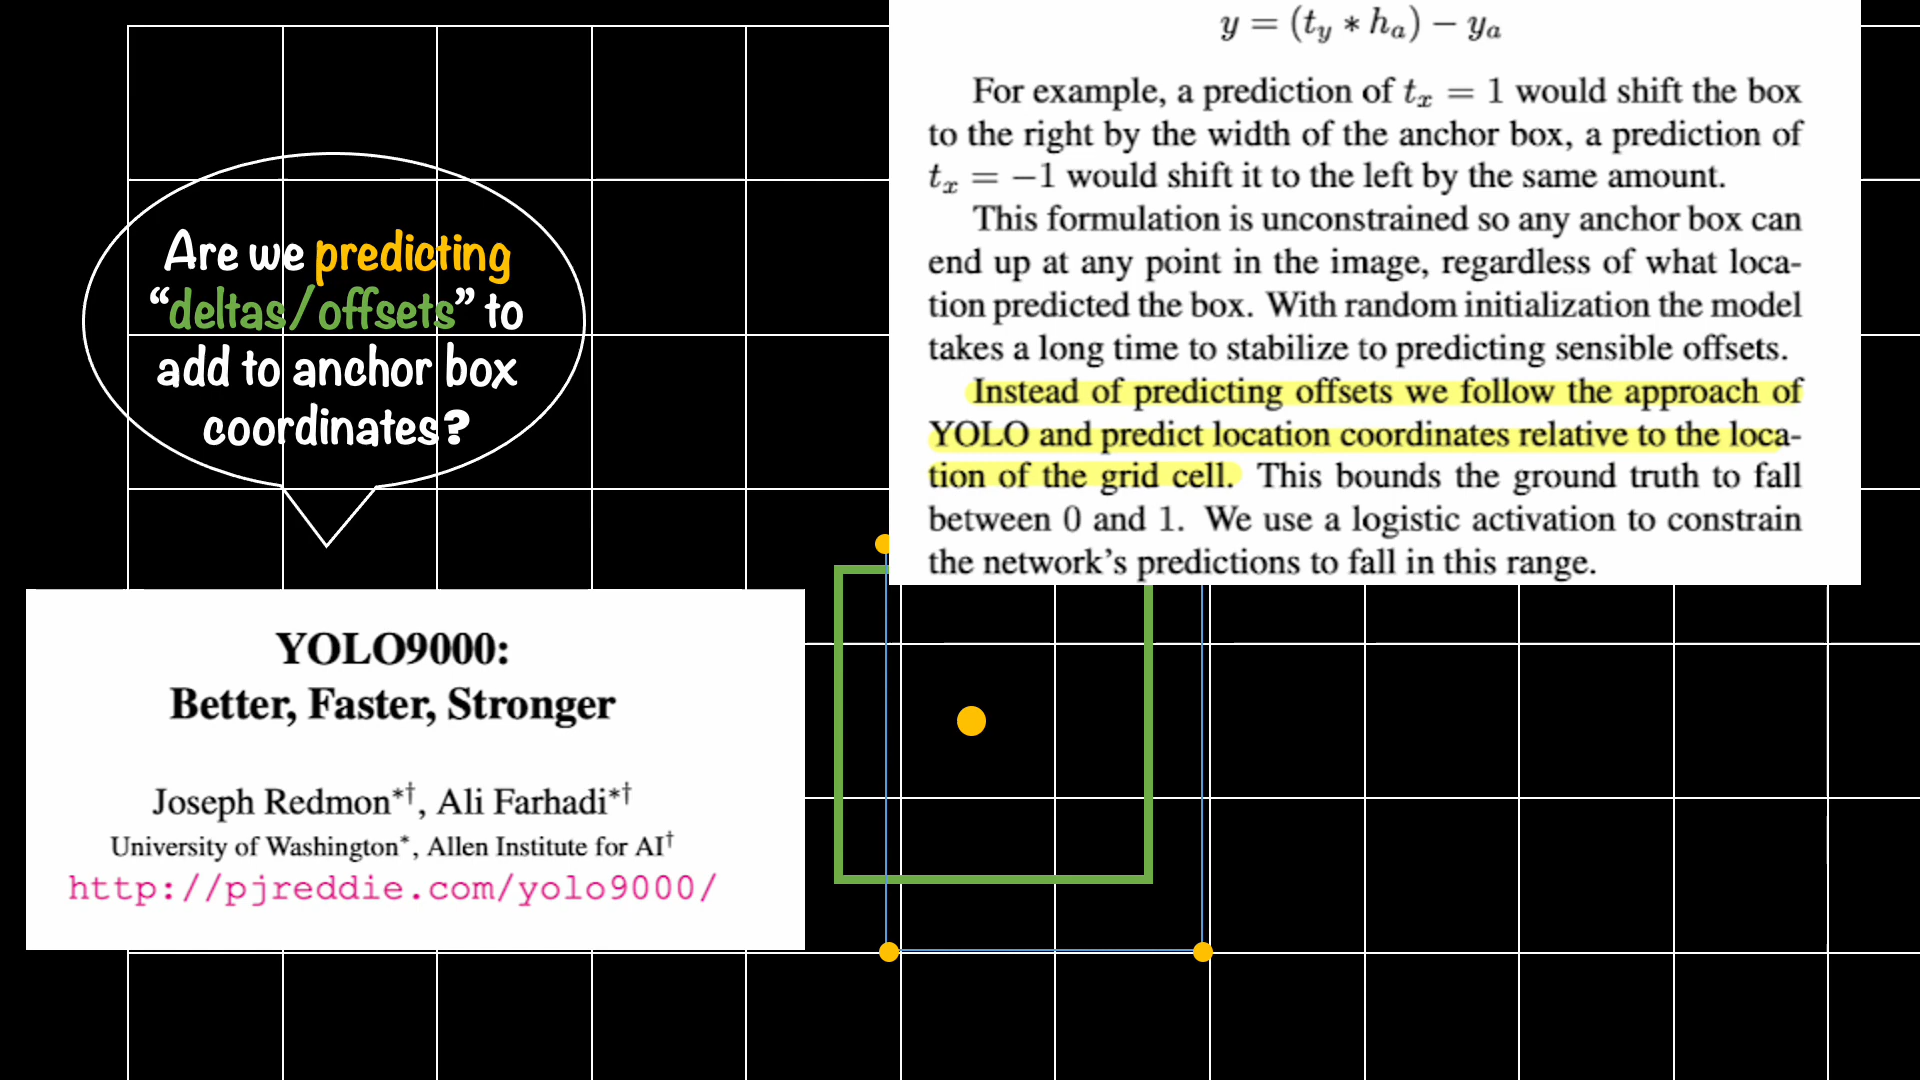 Are we predicting
“deltas/offsets” to
add to anchor box
coordinates?
YOLO9000:
Better, Faster, Stronger
Joseph Redmon*†, Ali Farhadi*†
University of Washington*, Allen Institute for AI†
http://pjreddie.com/yolo9000/
y = (t_y ∗ h_a) − y_a
For example, a prediction of t_x = 1 would shift the box
to the right by the width of the anchor box, a prediction of
t_x = −1 would shift it to the left by the same amount.
This formulation is unconstrained so any anchor box can
end up at any point in the image, regardless of what loca-
tion predicted the box. With random initialization the model
takes a long time to stabilize to predicting sensible offsets.
Instead of predicting offsets we follow the approach of
YOLO and predict location coordinates relative to the loca-
tion of the grid cell. This bounds the ground truth to fall
between 0 and 1. We use a logistic activation to constrain
the network’s predictions to fall in this range.